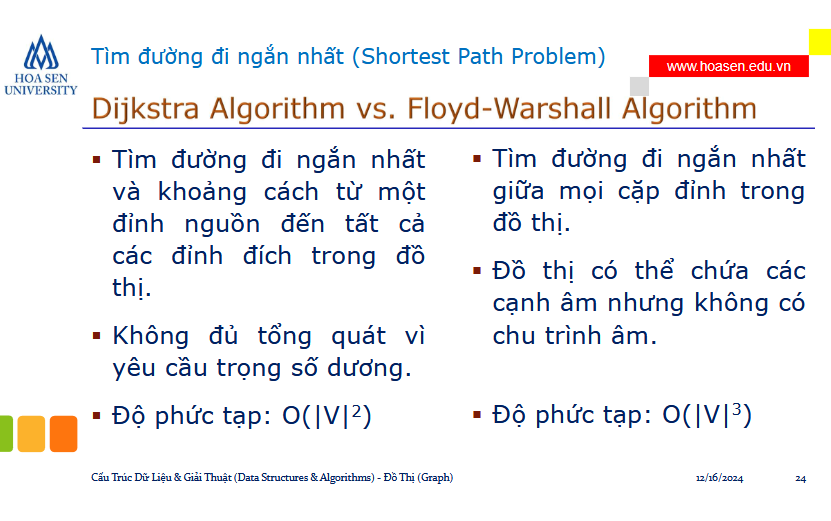 HOA SEN
UNIVERSITY
Tìm đường đi ngắn nhất (Shortest Path Problem)
www.hoasen.edu.vn
Dijkstra Algorithm vs. Floyd-Warshall Algorithm
▪ Tìm đường đi ngắn nhất
và khoảng cách từ một
đỉnh nguồn đến tất cả
các đỉnh đích trong đồ
thị.
▪ Không đủ tổng quát vì
yêu cầu trọng số dương.
▪ Độ phức tạp: O(|V|²)
▪ Tìm đường đi ngắn nhất
giữa mọi cặp đỉnh trong
đồ thị.
▪ Đồ thị có thể chứa các
cạnh âm nhưng không có
chu trình âm.
▪ Độ phức tạp: O(|V|³)
Cấu Trúc Dữ Liệu & Giải Thuật (Data Structures & Algorithms) - Đồ Thị (Graph)
12/16/2024
24